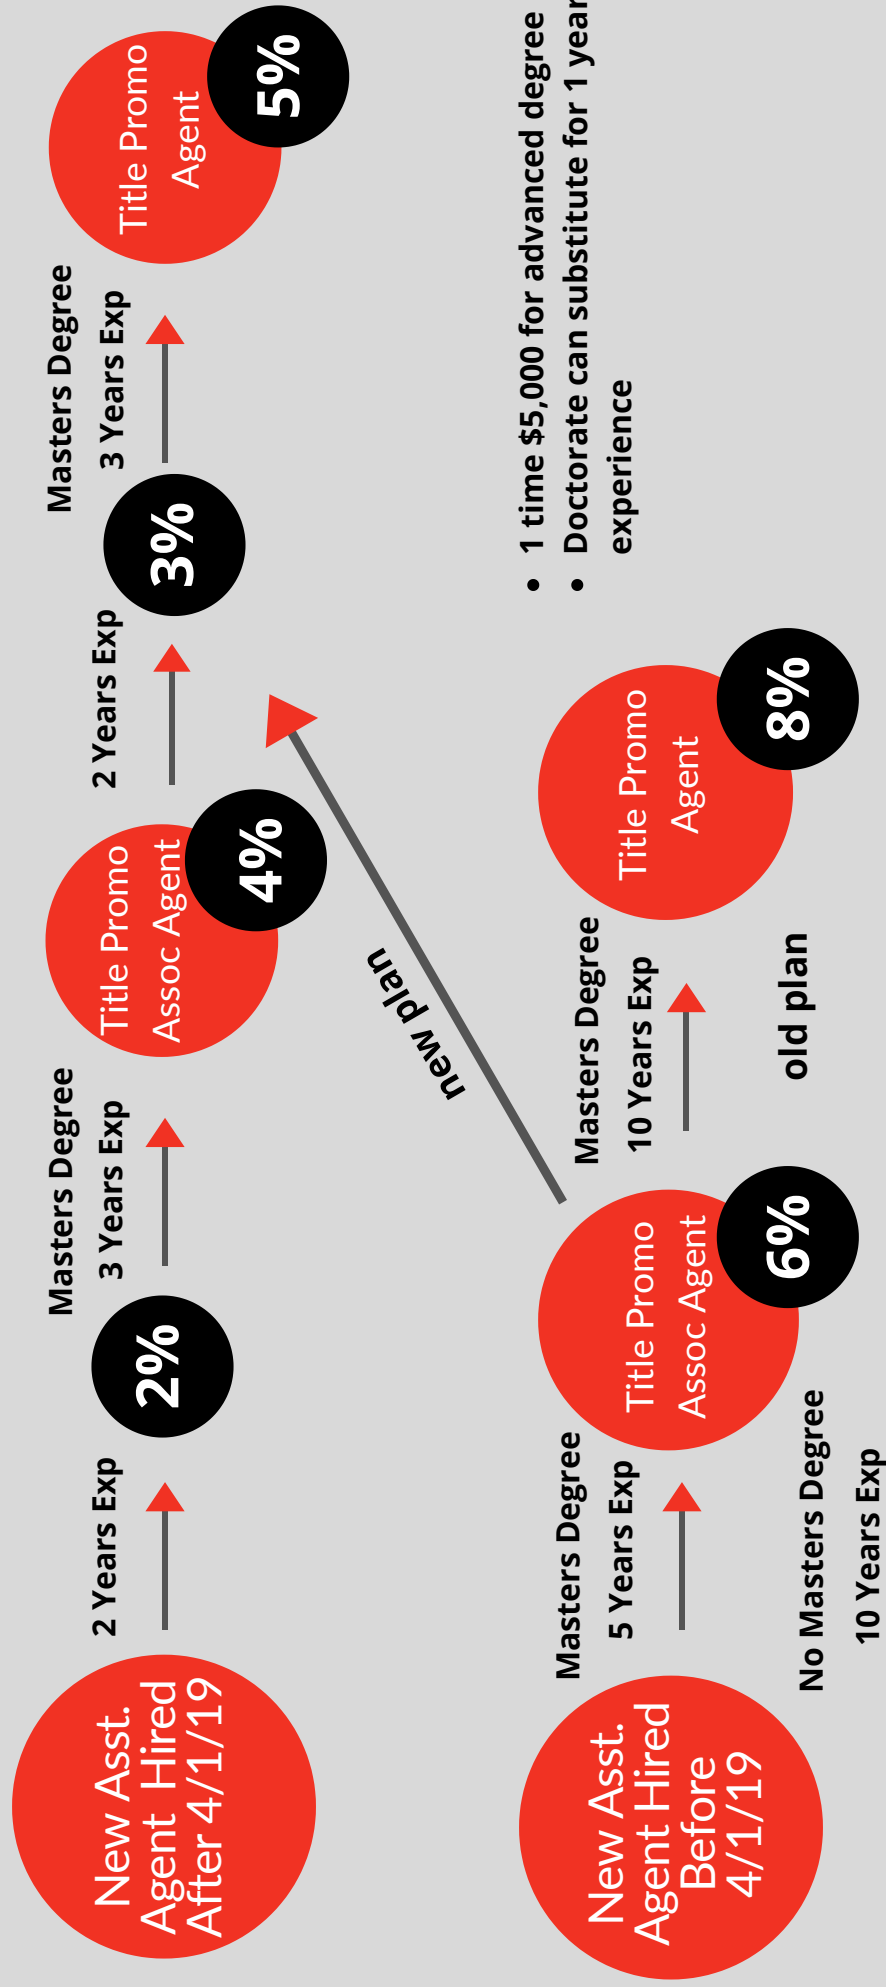 New Asst.
Agent Hired
After 4/1/19
2 Years Exp
2%
Masters Degree
3 Years Exp
Title Promo
Assoc Agent
4%
2 Years Exp
3%
Masters Degree
3 Years Exp
Title Promo
Agent
5%
new plan
New Asst.
Agent Hired
Before
4/1/19
Masters Degree
5 Years Exp
No Masters Degree
10 Years Exp
Title Promo
Assoc Agent
6%
Masters Degree
10 Years Exp
old plan
Title Promo
Agent
8%
• 1 time $5,000 for advanced degree
• Doctorate can substitute for 1 year
experience